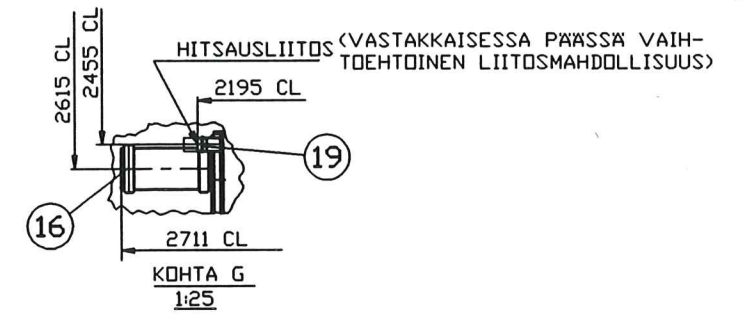 HITSAUSLIITOS (VASTAKKAISESSA PÄÄSSÄ VAIH-
TOEHTOINEN LIITOSMAHDOLLISUUS)
2615 CL
2455 CL
2195 CL
19
16
2711 CL
KOHTA G
1:25